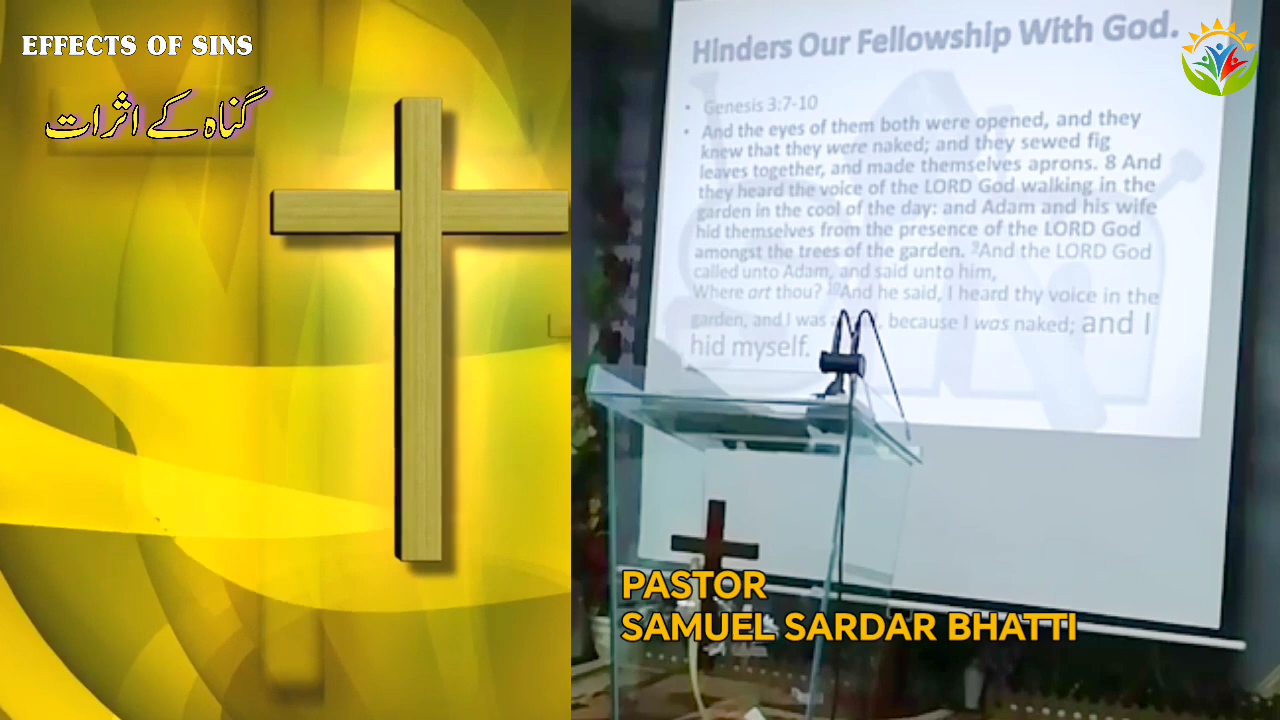 EFFECTS OF SINS
گناہ کے اثرات
Hinders Our Fellowship With God.
• Genesis 3:7-10
• And the eyes of them both were opened, and they
knew that they were naked; and they sewed fig
leaves together, and made themselves aprons. 8 And
they heard the voice of the LORD God walking in the
garden in the cool of the day: and Adam and his wife
hid themselves from the presence of the LORD God
amongst the trees of the garden. ⁹And the LORD God
called unto Adam, and said unto him,
Where art thou? ¹⁰And he said, I heard thy voice in the
garden, and I was because I was naked; and I
hid myself.
PASTOR
SAMUEL SARDAR BHATTI